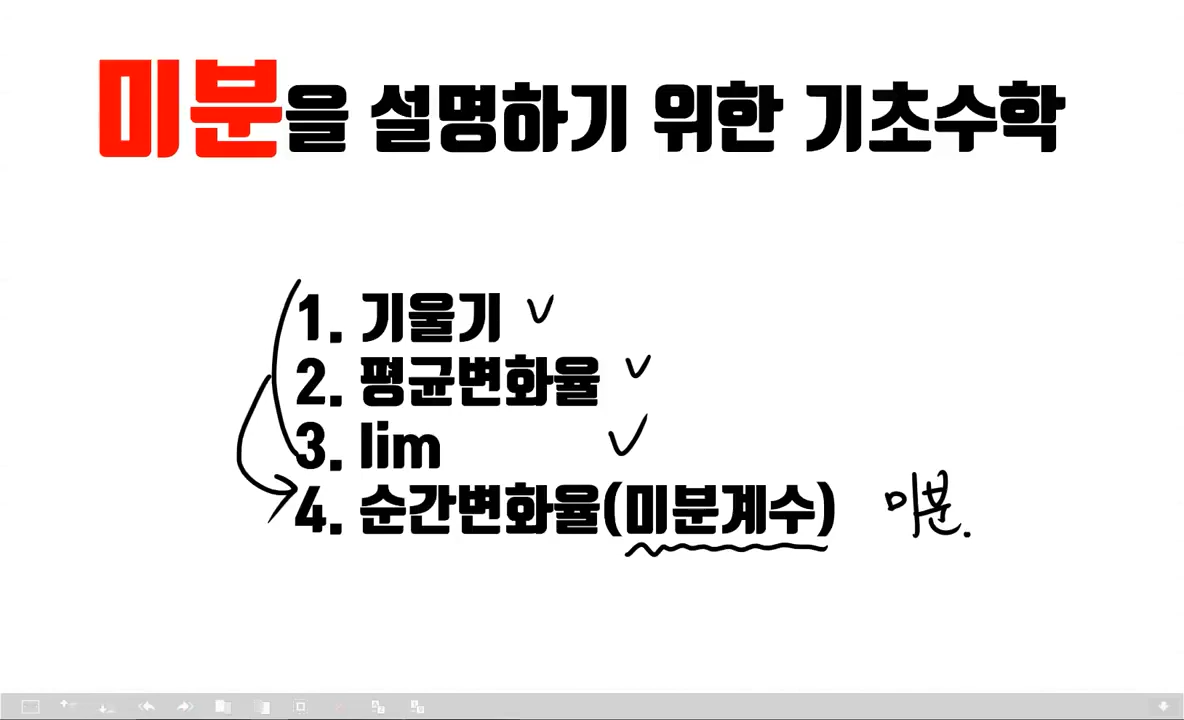 미분을 설명하기 위한 기초수학
1. 기울기
2. 평균변화율
3. lim
4. 순간변화율(미분계수) 미분.